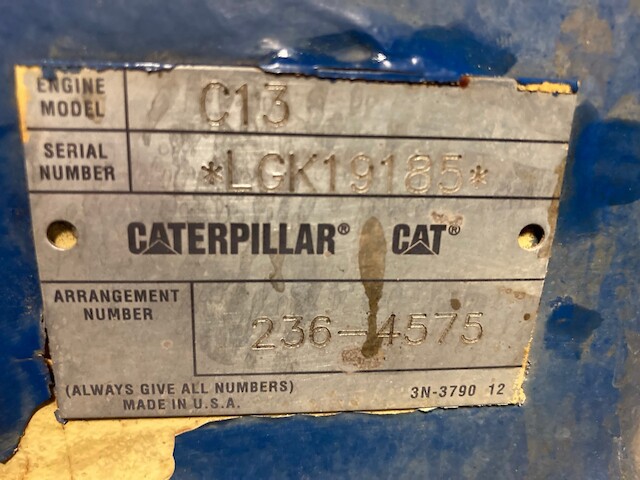 ENGINE
MODEL
C13
SERIAL
NUMBER
*LGK19185*
CATERPILLAR® CAT®
ARRANGEMENT
NUMBER
236-4575
(ALWAYS GIVE ALL NUMBERS)
MADE IN U.S.A.
3N-3790 12